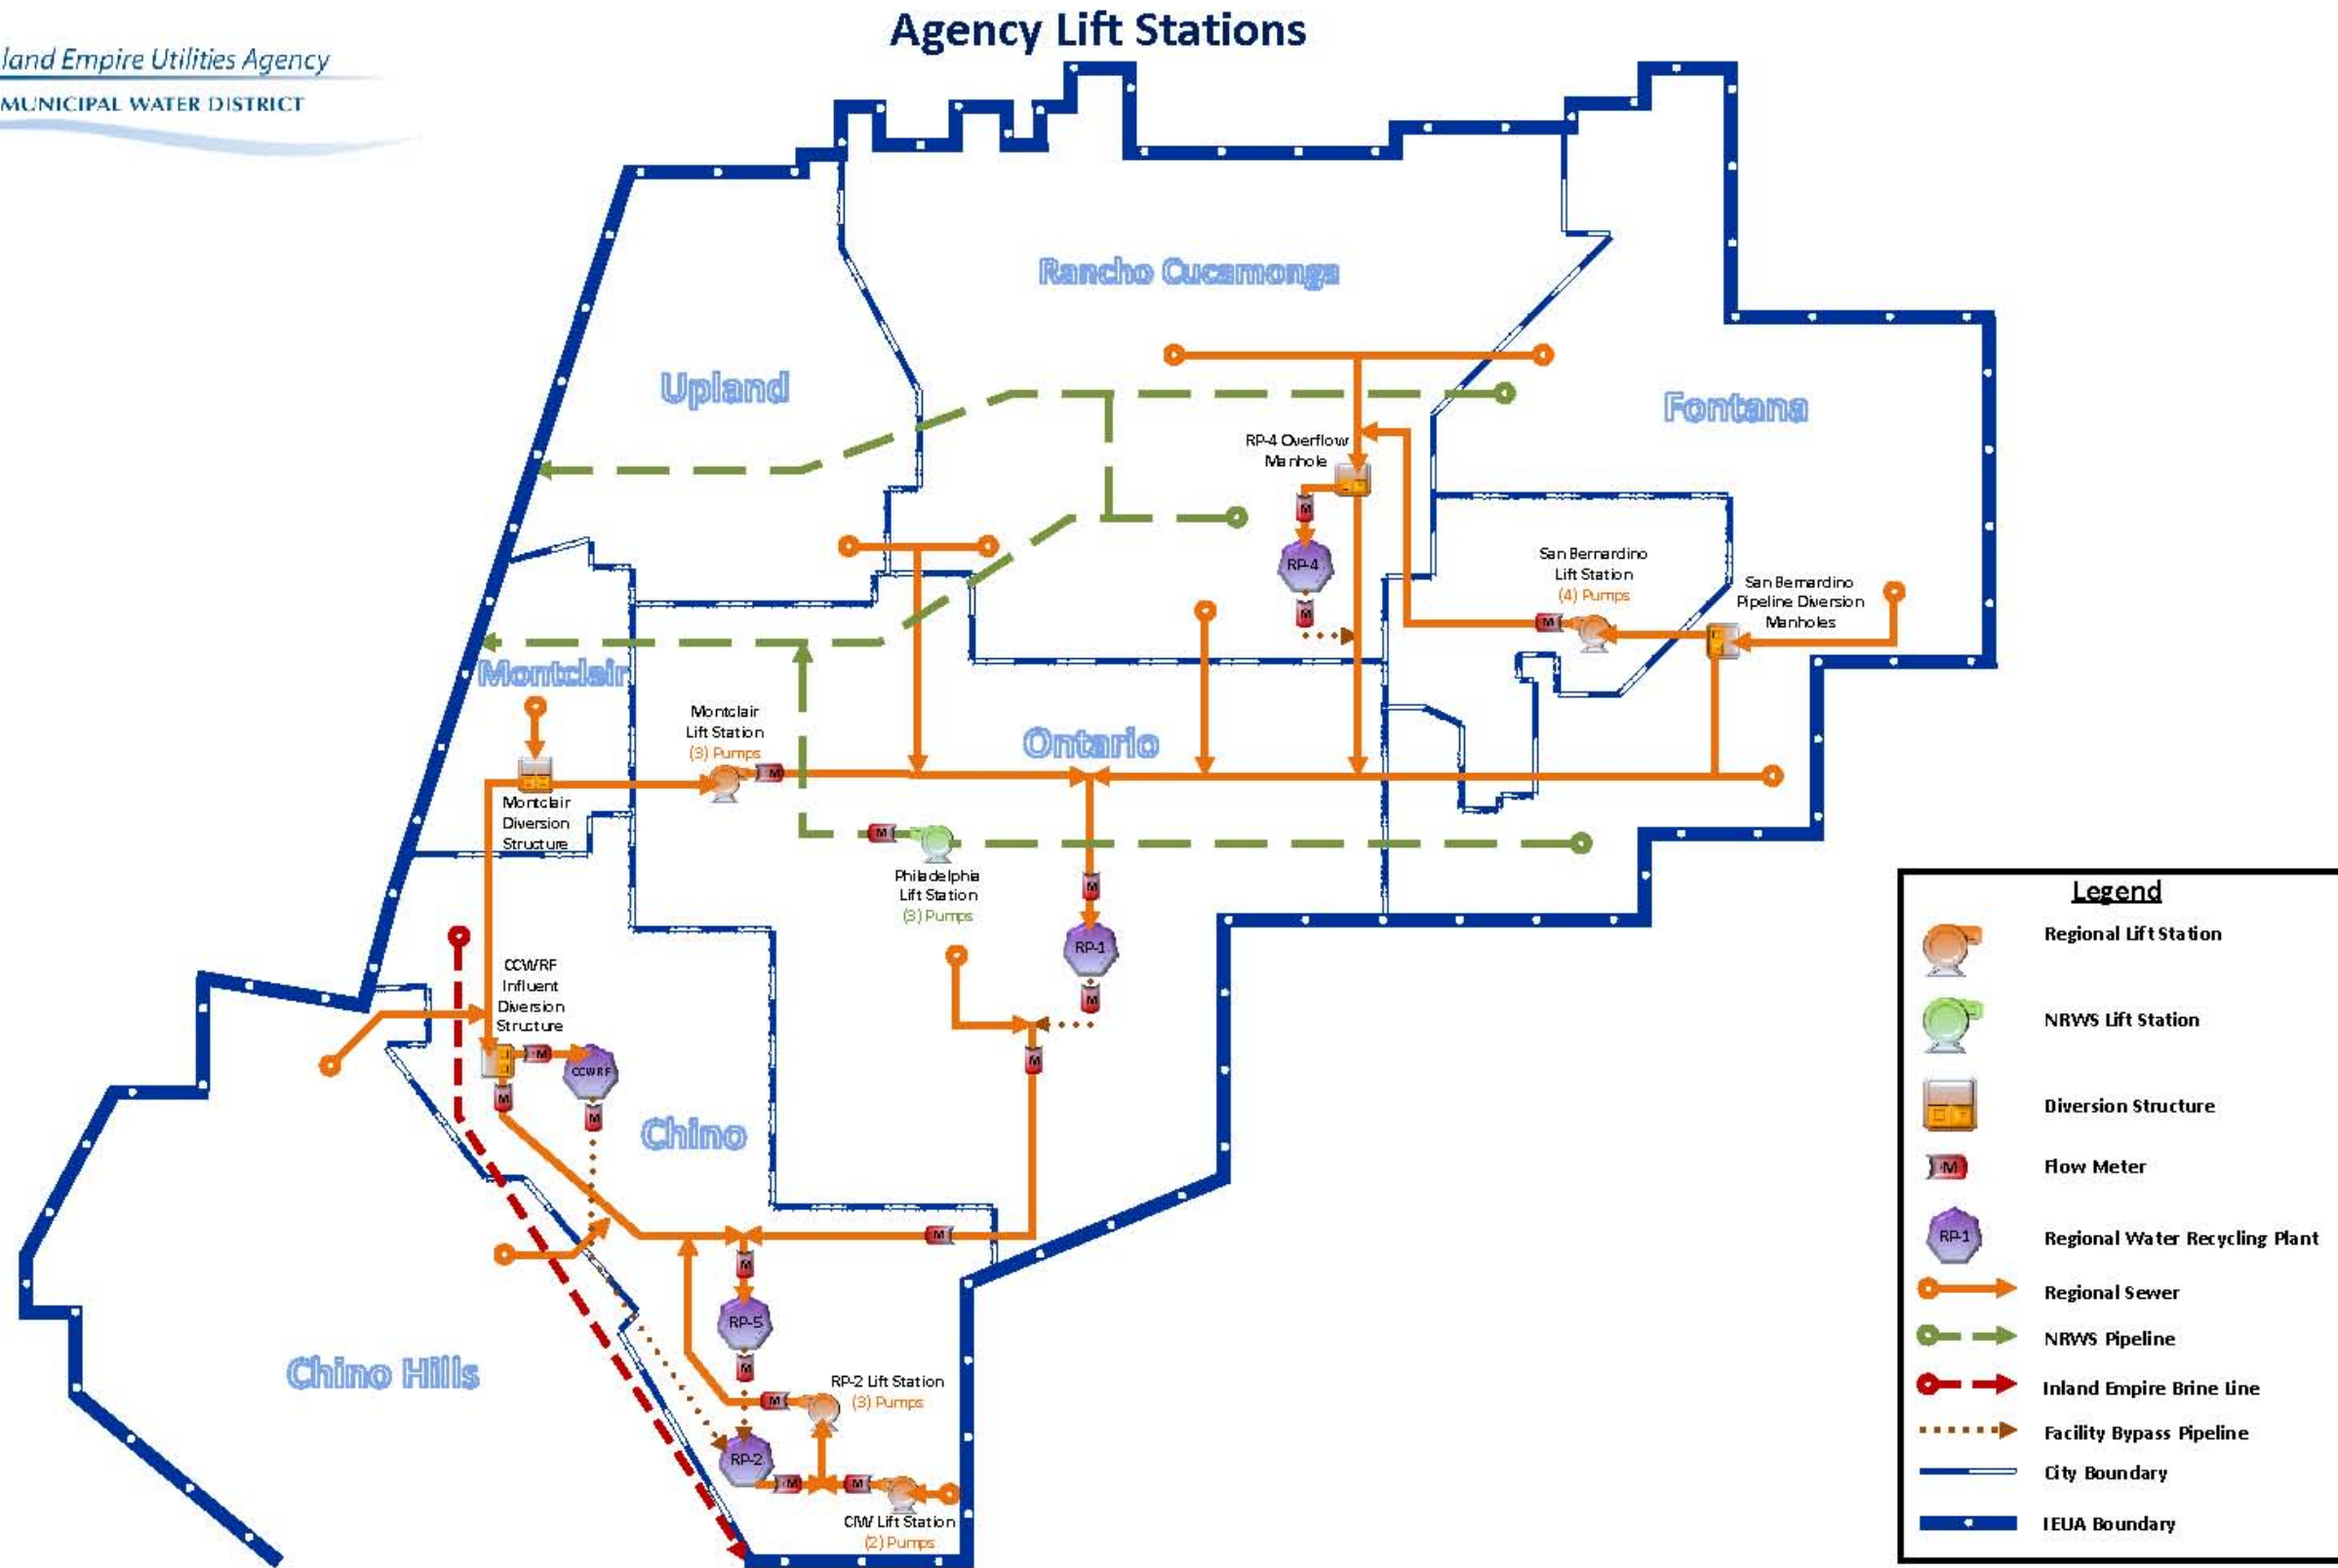 Agency Lift Stations
land Empire Utilities Agency
MUNICIPAL WATER DISTRICT
Rancho Cucamonga
Upland
Fontana
RP-4 Overflow
Manhole
M
RP-4
M
San Bernardino
Lift Station
(4) Pumps
M
San Bernardino
Pipeline Diversion
Manholes
Montclair
Montclair
Lift Station
(3) Pumps
M
Ontario
Montclair
Diversion
Structure
M
Philadelphia
Lift Station
(3) Pumps
M
RP-1
M
CCWRF
Influent
Diversion
Structure
M
CCWRF
M
M
M
Chino
M
M
RP-5
M
Chino Hills
RP-2 Lift Station
(3) Pumps
M
RP-2
M
M
CIW Lift Station
(2) Pumps
Legend
Regional Lift Station
NRWS Lift Station
Diversion Structure
M
Flow Meter
RP-1
Regional Water Recycling Plant
Regional Sewer
NRWS Pipeline
Inland Empire Brine Line
Facility Bypass Pipeline
City Boundary
IEUA Boundary